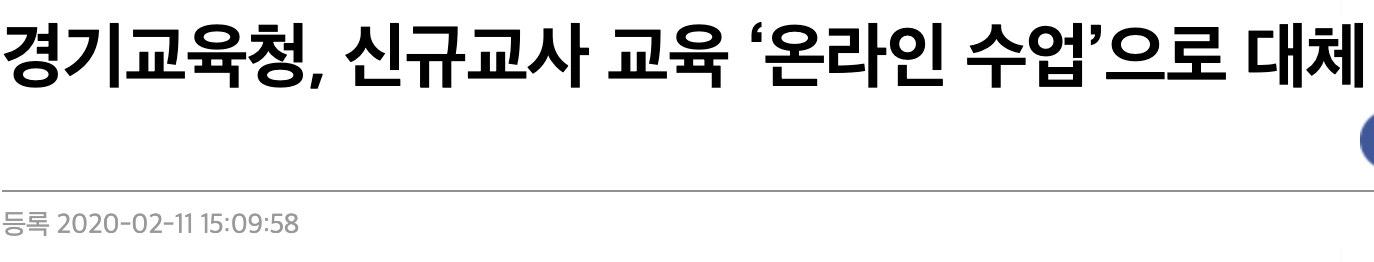 경기교육청, 신규교사 교육 ‘온라인 수업’으로 대체
등록 2020-02-11 15:09:58